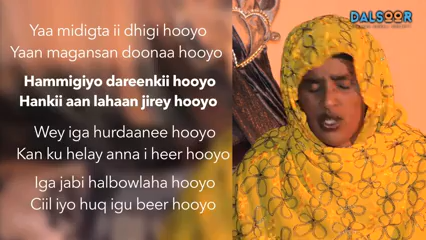 DALSOOR
Yaa midigta ii dhigi hooyo
Yaan magansan doonaa hooyo
Hammigiyo dareenkii hooyo
Hankii aan lahaan jirey hooyo
Wey iga hurdaanee hooyo
Kan ku helay anna i heer hooyo
Iga jabi halbowlaha hooyo
Ciil iyo huq igu beer hooyo